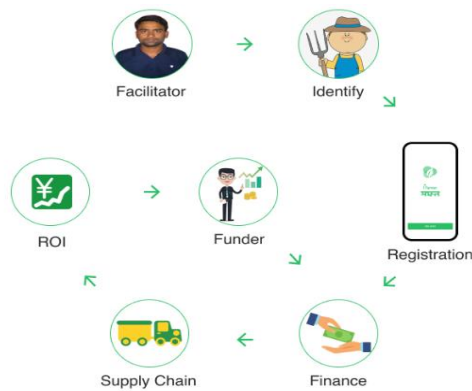 Facilitator
Identify
ROI
Funder
Registration
Supply Chain
Finance